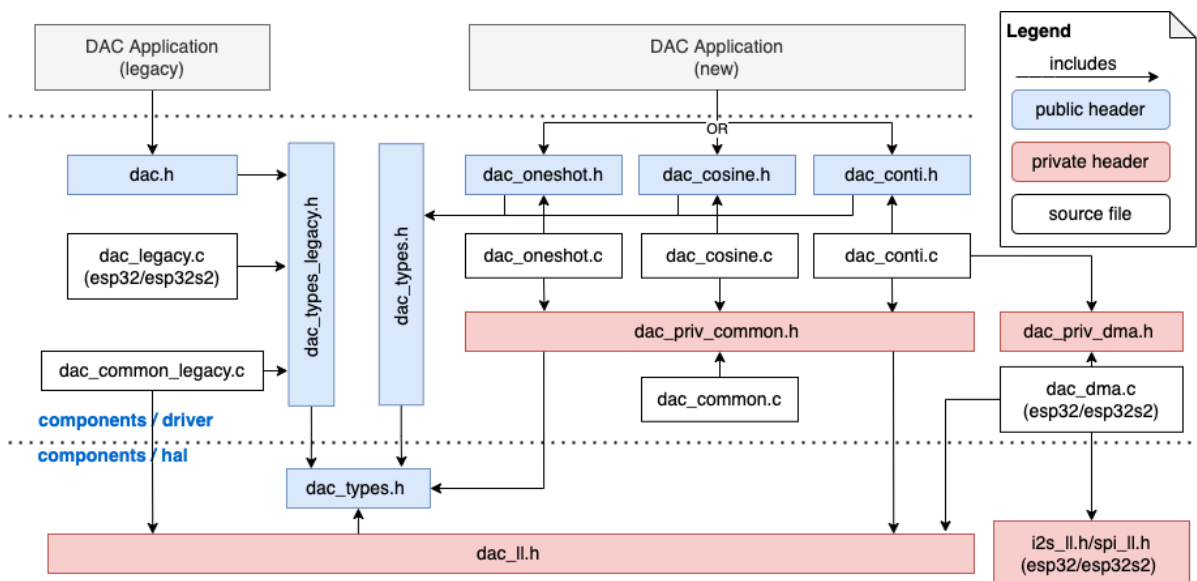 DAC Application
(legacy)
DAC Application
(new)
Legend
includes
public header
private header
source file
OR
dac.h
dac_types_legacy.h
dac_types.h
dac_oneshot.h
dac_cosine.h
dac_conti.h
dac_legacy.c
(esp32/esp32s2)
dac_oneshot.c
dac_cosine.c
dac_conti.c
dac_priv_common.h
dac_priv_dma.h
dac_common_legacy.c
dac_common.c
dac_dma.c
(esp32/esp32s2)
components / driver
components / hal
dac_types.h
dac_ll.h
i2s_ll.h/spi_ll.h
(esp32/esp32s2)